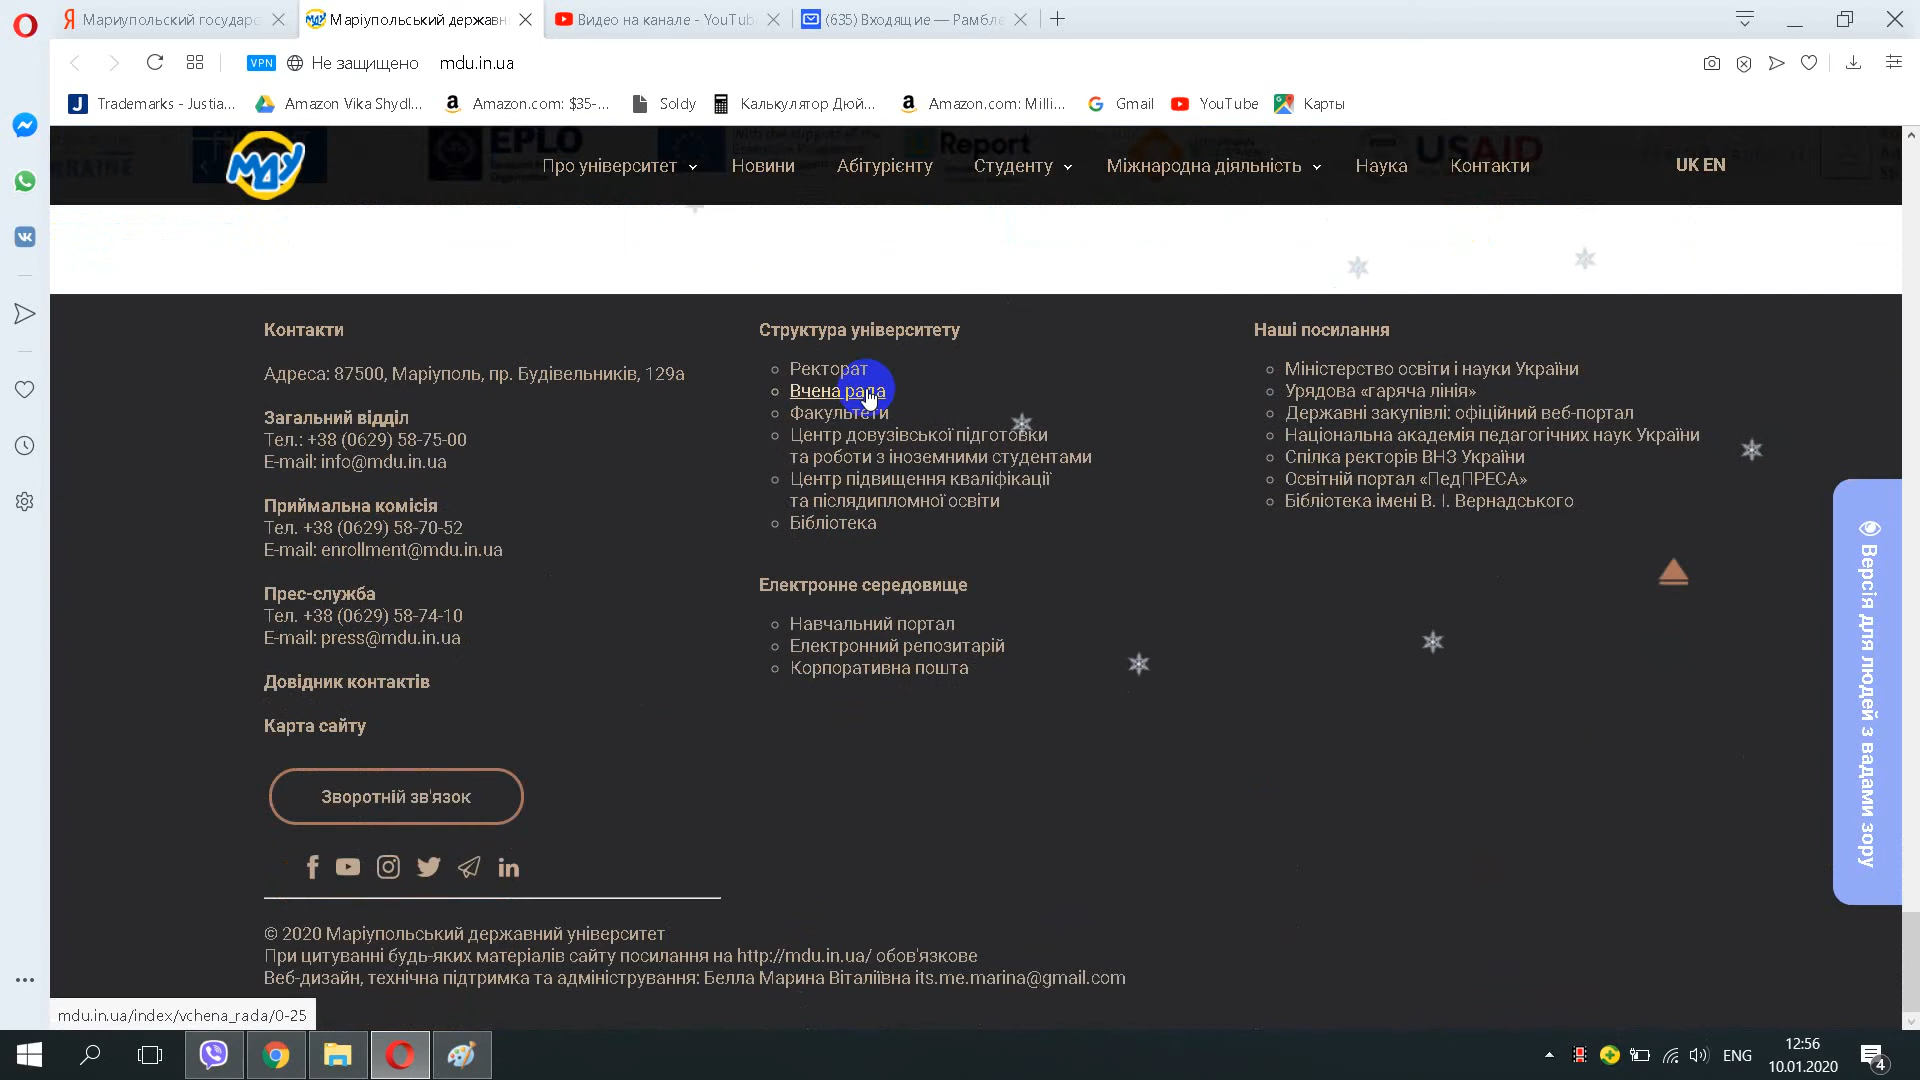 Мариупольский государс
Маріупольський державн
Видео на канале - YouTub
(635) Входящие — Рамбле
VPN
Не защищено
mdu.in.ua
Trademarks - Justia...
Amazon Vika Shydl...
Amazon.com: $35-...
Soldy
Калькулятор Дюй...
Amazon.com: Milli...
Gmail
YouTube
Карты
EPLO
Report
USAID
МДУ
Про університет
Новини
Абітурієнту
Студенту
Міжнародна діяльність
Наука
Контакти
UK EN
Контакти
Адреса: 87500, Маріуполь, пр. Будівельників, 129а
Загальний відділ
Тел.: +38 (0629) 58-75-00
E-mail: info@mdu.in.ua
Приймальна комісія
Тел. +38 (0629) 58-70-52
E-mail: enrollment@mdu.in.ua
Прес-служба
Тел. +38 (0629) 58-74-10
E-mail: press@mdu.in.ua
Довідник контактів
Карта сайту
Зворотній зв'язок
Структура університету
Ректорат
Вчена рада
Факультети
Центр довузівської підготовки
та роботи з іноземними студентами
Центр підвищення кваліфікації
та післядипломної освіти
Бібліотека
Електронне середовище
Навчальний портал
Електронний репозитарій
Корпоративна пошта
Наші посилання
Міністерство освіти і науки України
Урядова «гаряча лінія»
Державні закупівлі: офіційний веб-портал
Національна академія педагогічних наук України
Спілка ректорів ВНЗ України
Освітній портал «ПедПРЕСА»
Бібліотека імені В. І. Вернадського
Версія для людей з вадами зору
© 2020 Маріупольський державний університет
При цитуванні будь-яких матеріалів сайту посилання на http://mdu.in.ua/ обов'язкове
Веб-дизайн, технічна підтримка та адміністрування: Белла Марина Віталіївна its.me.marina@gmail.com
mdu.in.ua/index/vchena_rada/0-25
ENG
12:56
10.01.2020
4